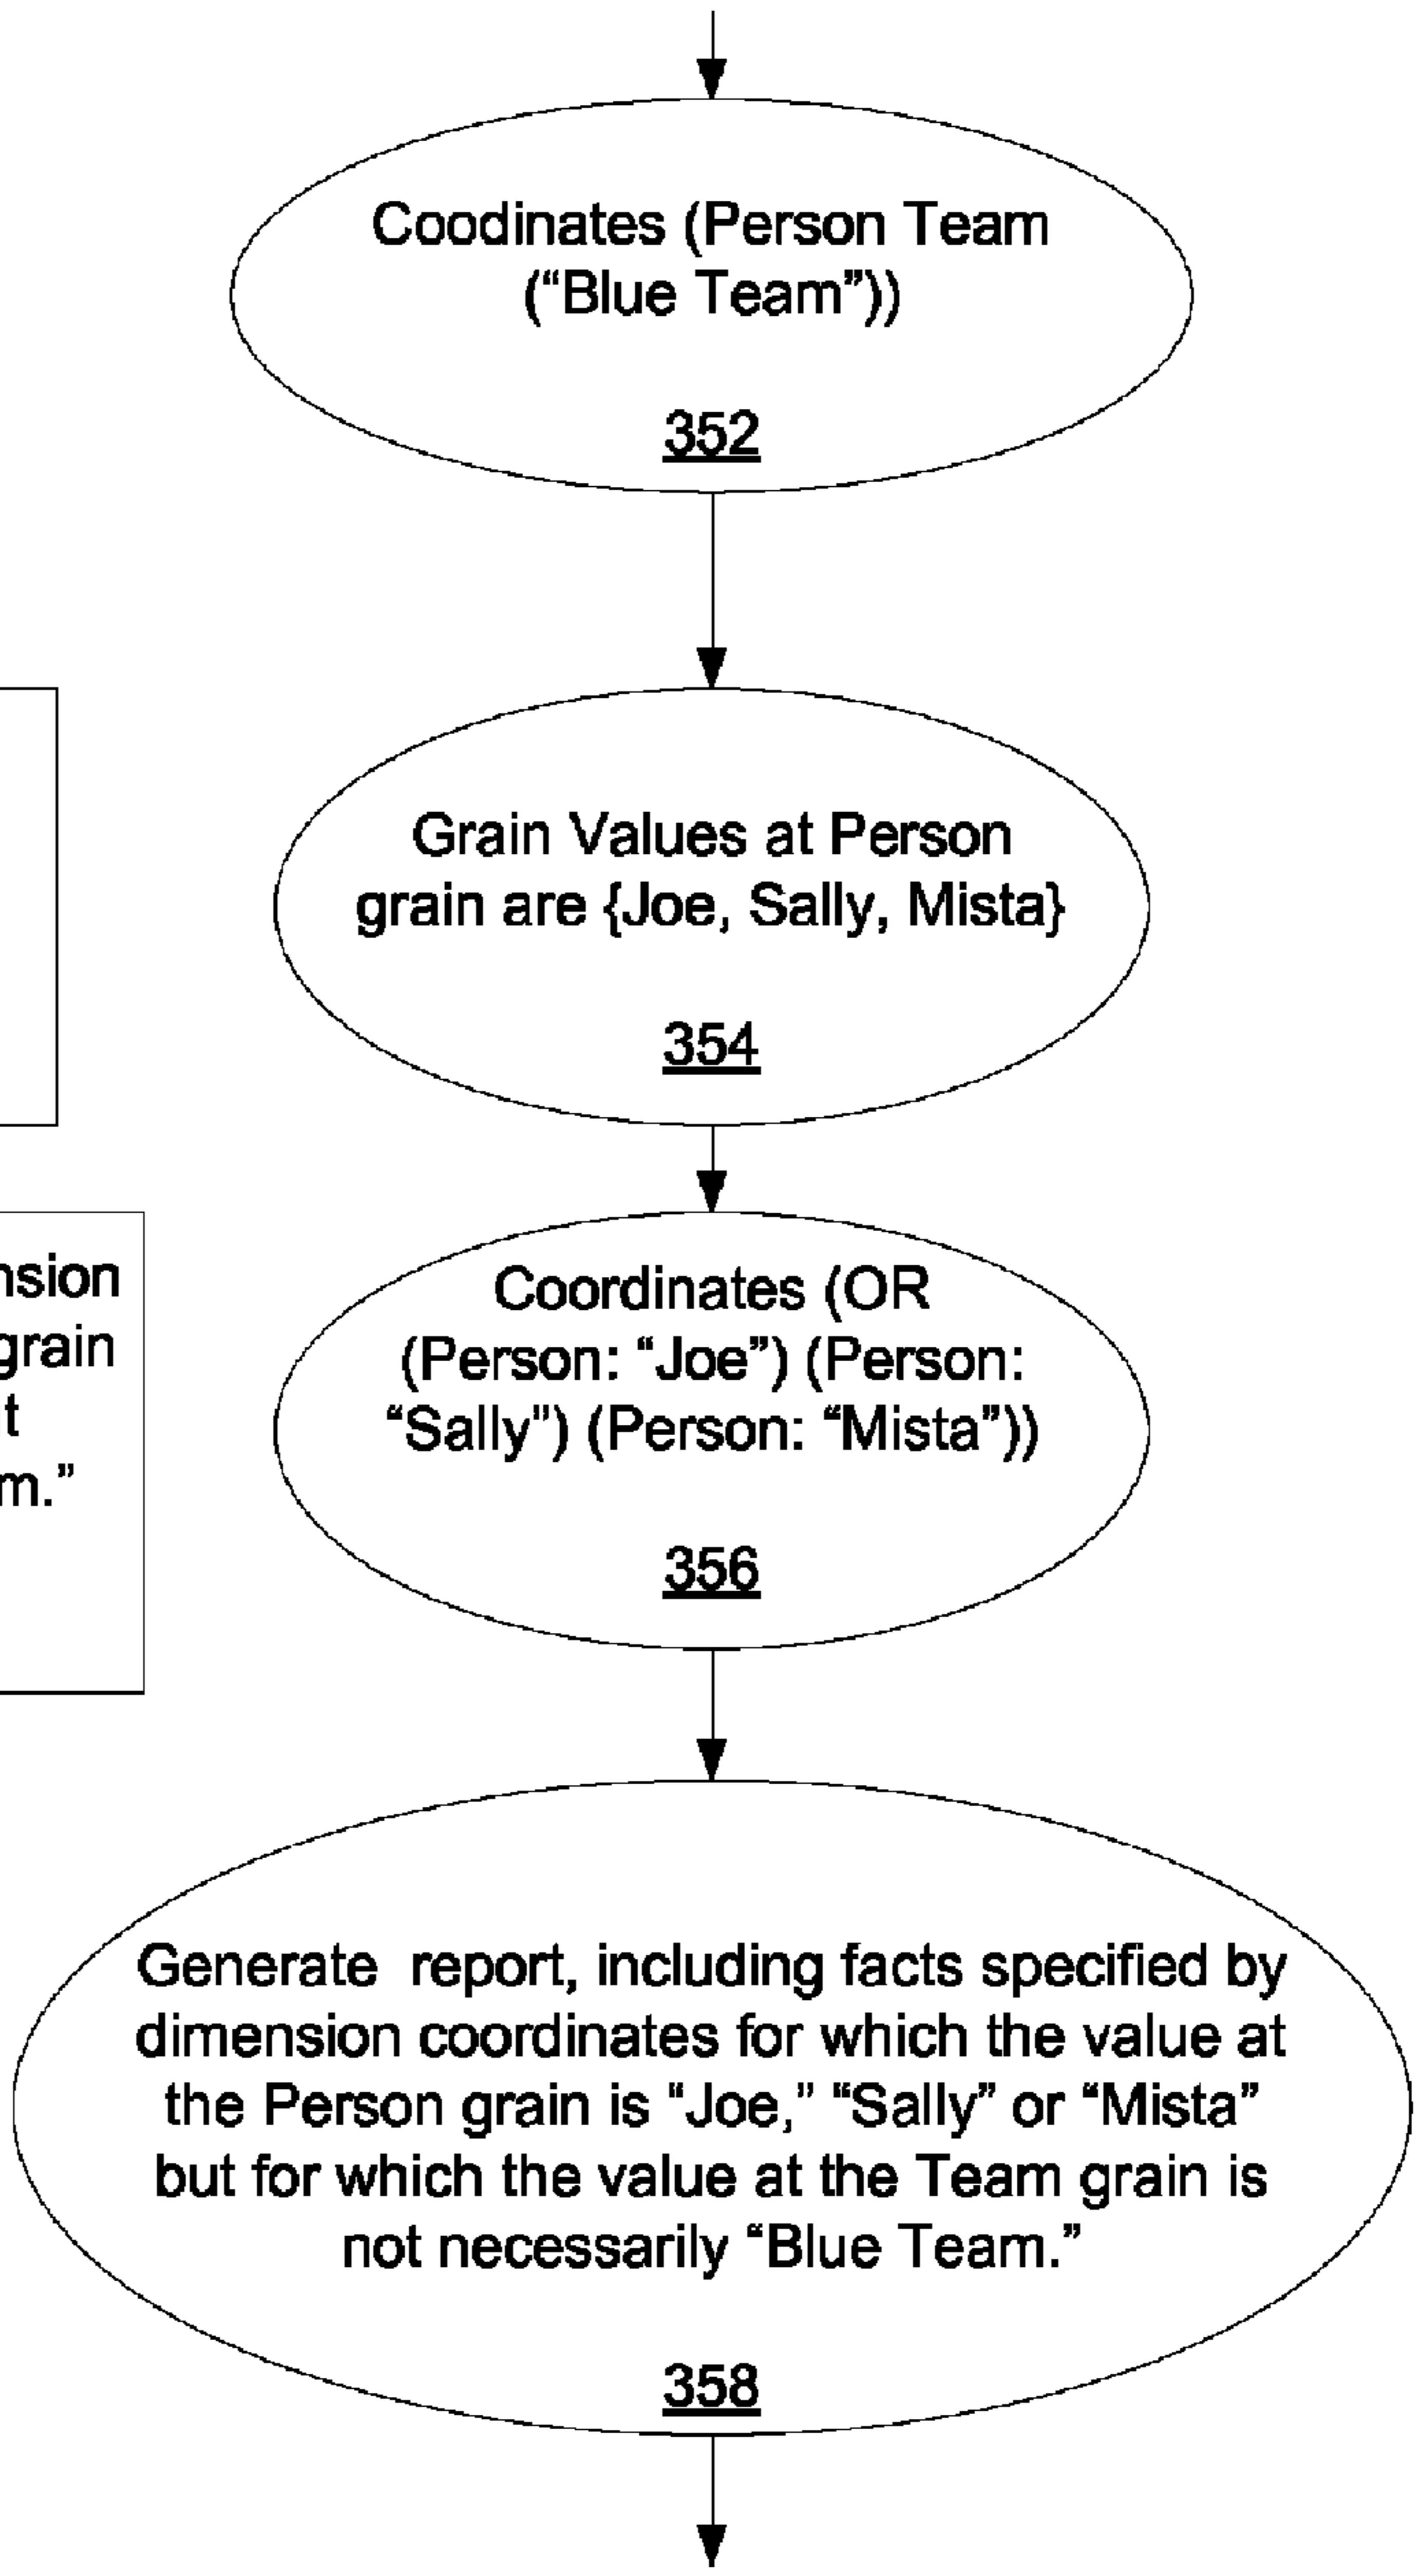 Coodinates (Person Team
(“Blue Team”))
352
Grain Values at Person
grain are {Joe, Sally, Mista}
354
nsion
grain
t
m.”
Coordinates (OR
(Person: “Joe”) (Person:
“Sally”) (Person: “Mista”))
356
Generate report, including facts specified by
dimension coordinates for which the value at
the Person grain is “Joe,” “Sally” or “Mista”
but for which the value at the Team grain is
not necessarily “Blue Team.”
358